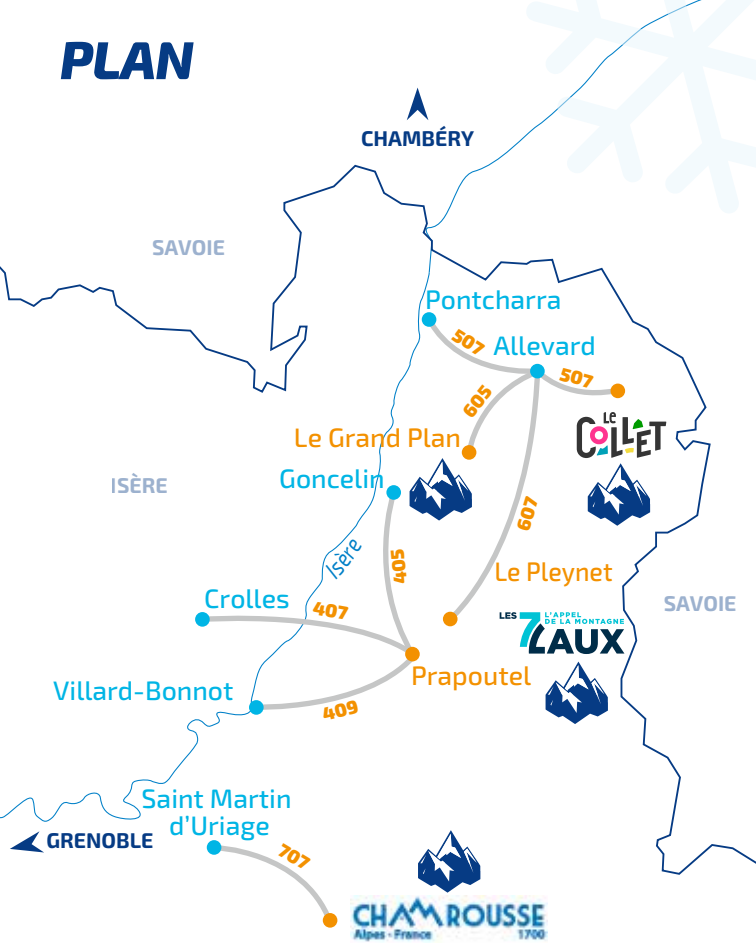 PLAN
CHAMBÉRY
SAVOIE
Pontcharra
507
Allevard
507
605
LE
COLLET
Le Grand Plan
Goncelin
ISÈRE
607
Isère
405
Le Pleynet
Crolles
407
SAVOIE
LES 7 LAUX
L'APPEL
DE LA MONTAGNE
Prapoutel
Villard-Bonnot
409
Saint Martin
d'Uriage
GRENOBLE
707
CHAMROUSSE
Alpes - France 1700